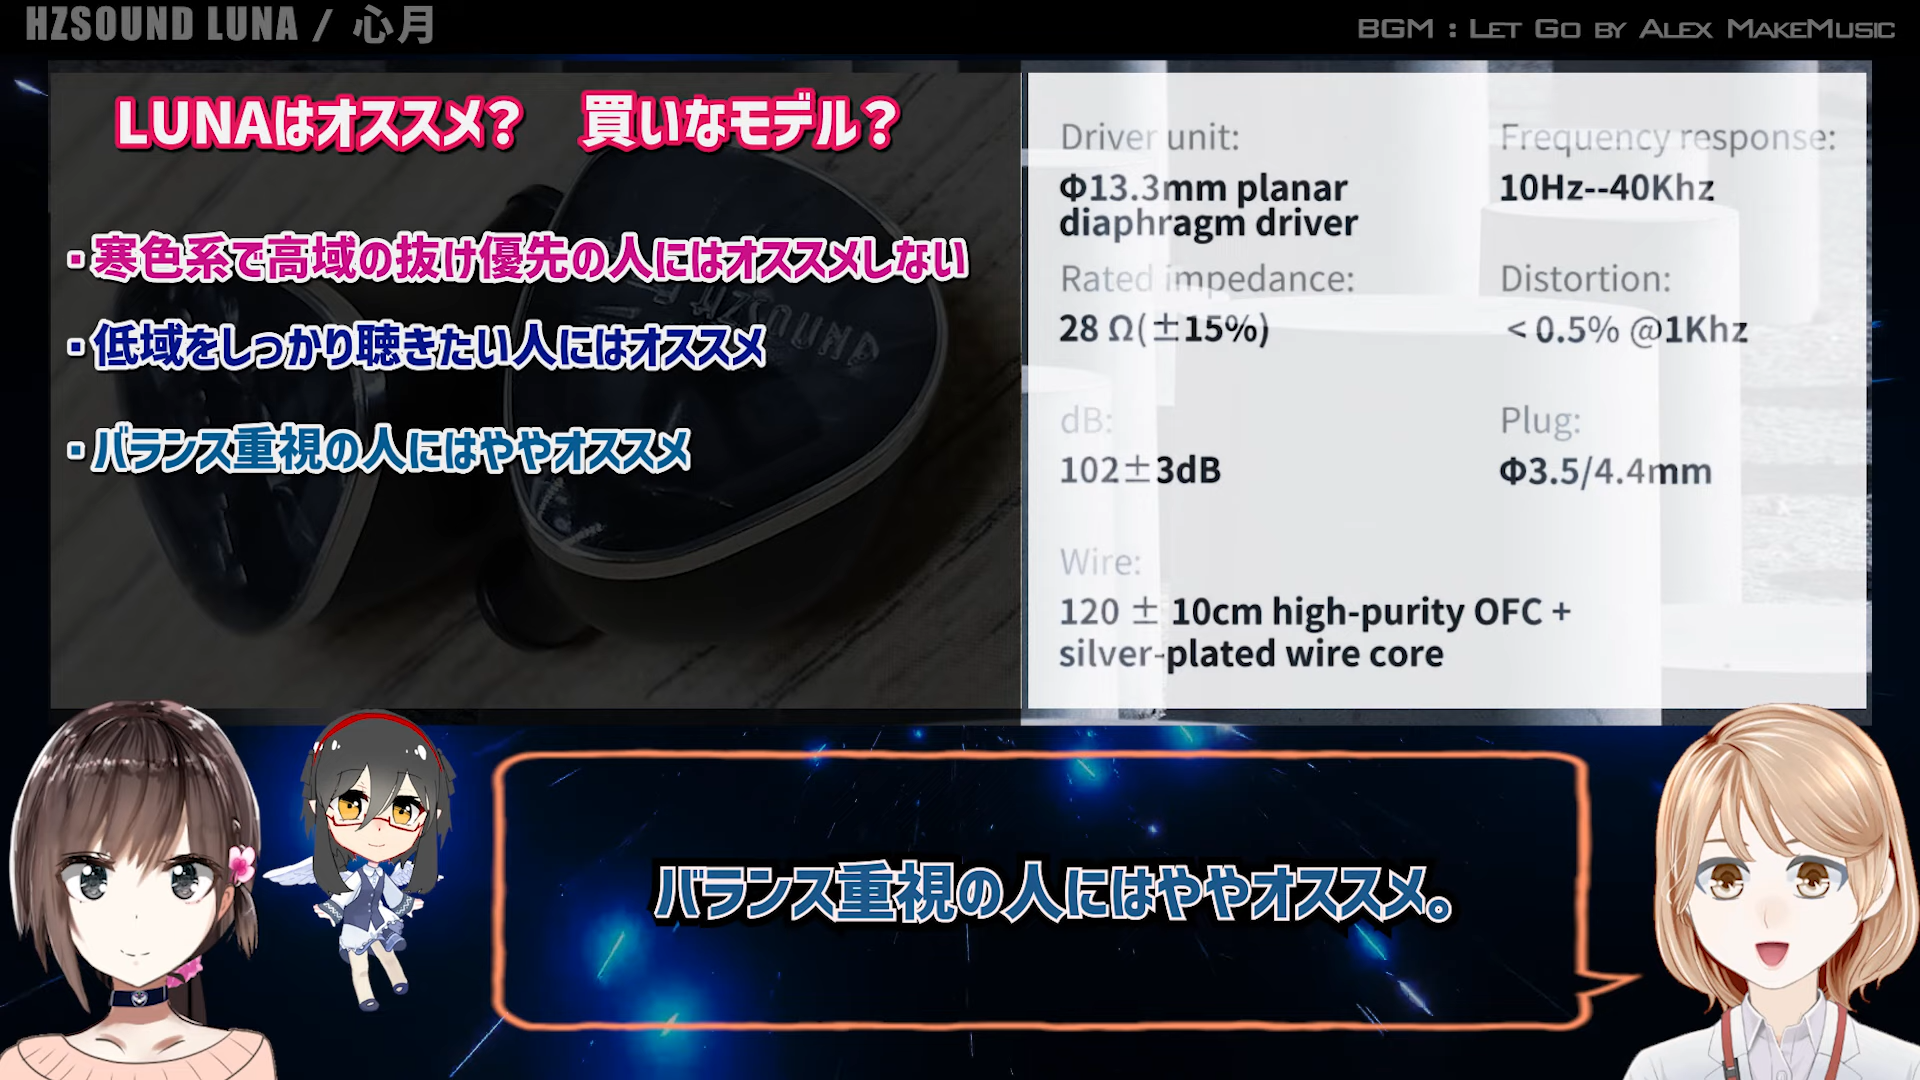 HZSOUND LUNA / 心月
BGM : Let Go by Alex MakeMusic
LUNAはオススメ？　買いなモデル？
・寒色系で高域の抜け優先の人にはオススメしない
・低域をしっかり聴きたい人にはオススメ
・バランス重視の人にはややオススメ
Driver unit:
Φ13.3mm planar
diaphragm driver
Frequency response:
10Hz--40Khz
Rated impedance:
28 Ω(±15%)
Distortion:
< 0.5% @1Khz
dB:
102±3dB
Plug:
Φ3.5/4.4mm
Wire:
120 ± 10cm high-purity OFC +
silver-plated wire core
バランス重視の人にはややオススメ。